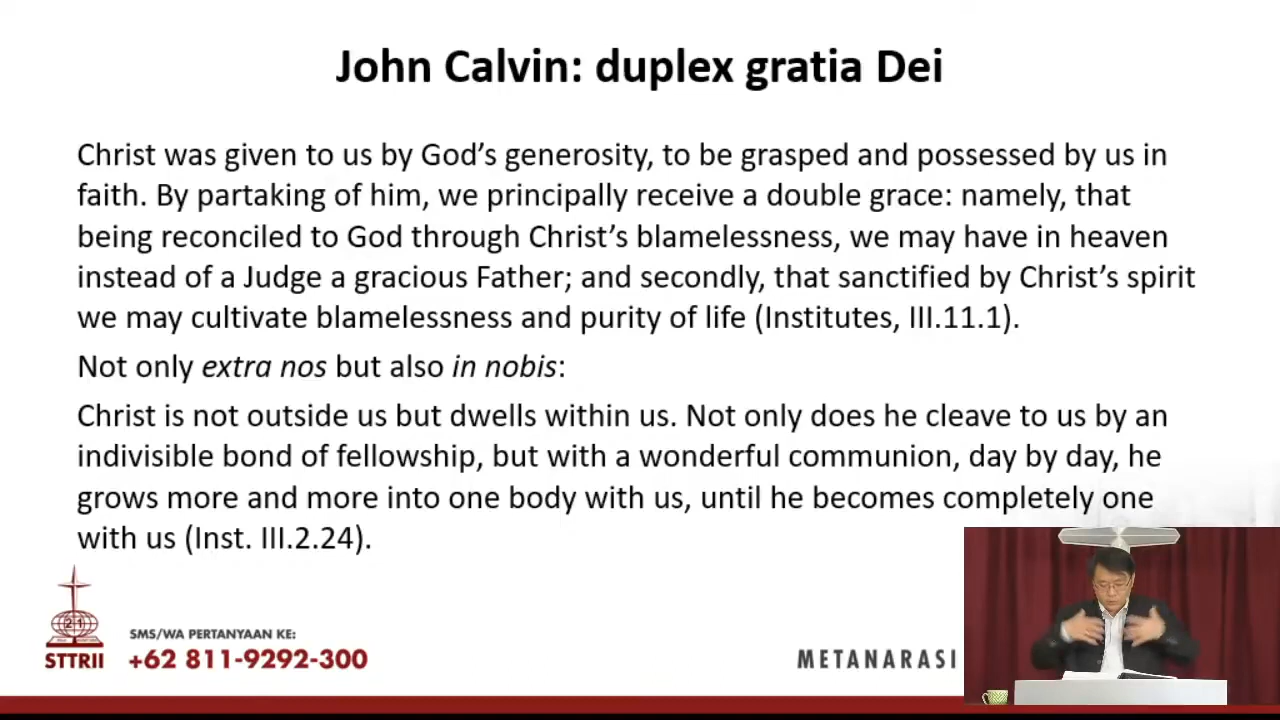 John Calvin: duplex gratia Dei
Christ was given to us by God’s generosity, to be grasped and possessed by us in
faith. By partaking of him, we principally receive a double grace: namely, that
being reconciled to God through Christ’s blamelessness, we may have in heaven
instead of a Judge a gracious Father; and secondly, that sanctified by Christ’s spirit
we may cultivate blamelessness and purity of life (Institutes, III.11.1).
Not only extra nos but also in nobis:
Christ is not outside us but dwells within us. Not only does he cleave to us by an
indivisible bond of fellowship, but with a wonderful communion, day by day, he
grows more and more into one body with us, until he becomes completely one
with us (Inst. III.2.24).
21
STTRII
SMS/WA PERTANYAAN KE:
+62 811-9292-300
METANARASI